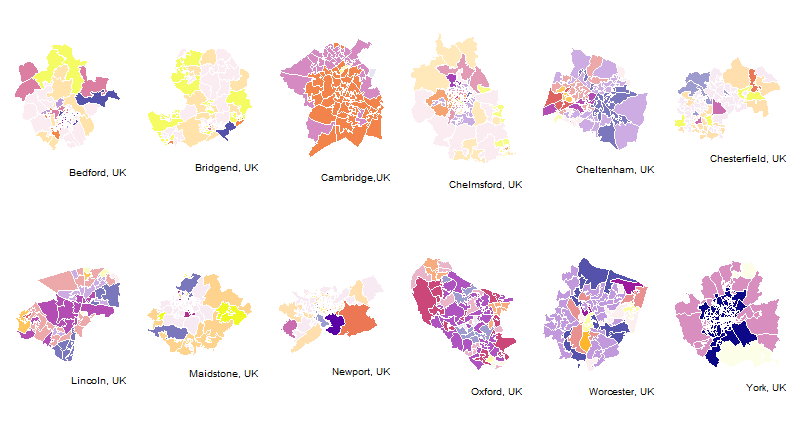 Bedford, UK
Bridgend, UK
Cambridge,UK
Chelmsford, UK
Cheltenham, UK
Chesterfield, UK
Lincoln, UK
Maidstone, UK
Newport, UK
Oxford, UK
Worcester, UK
York, UK